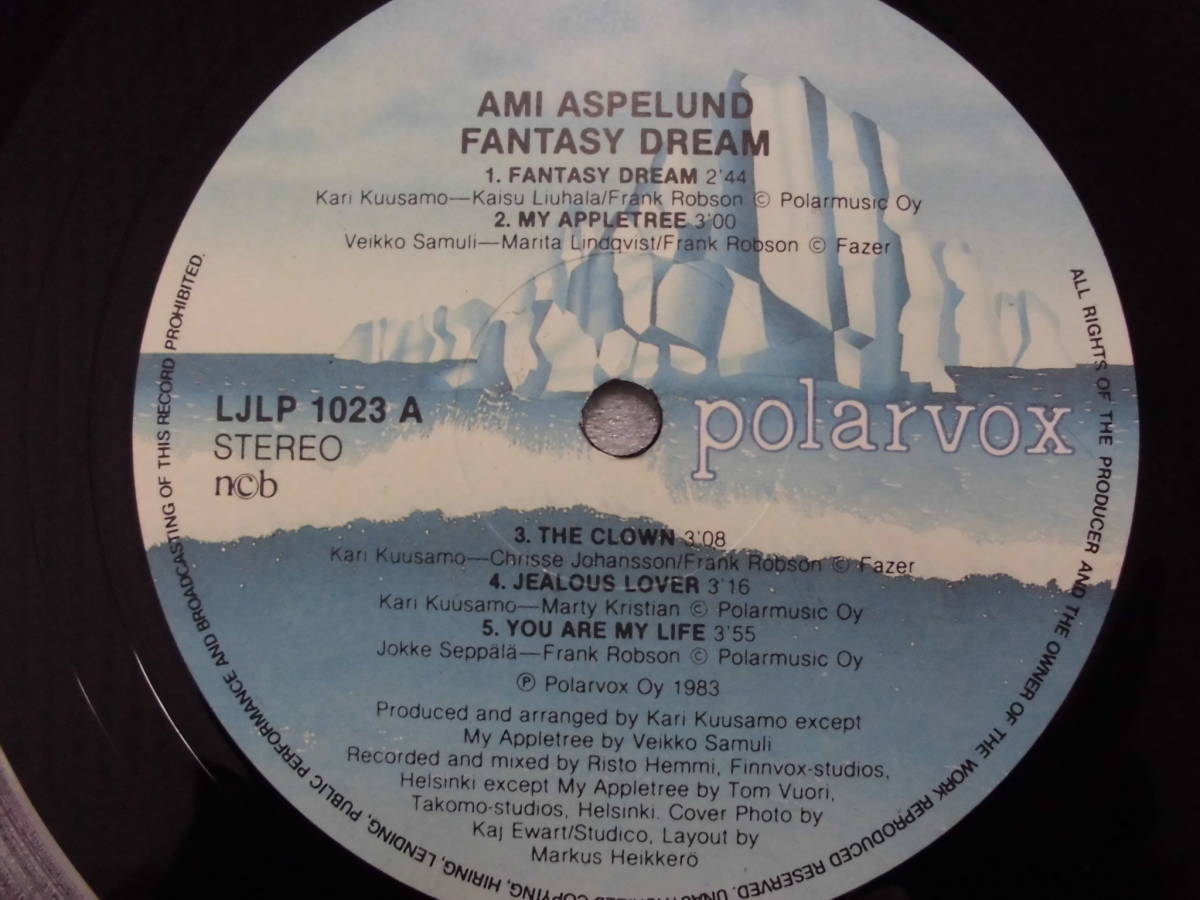 AMI ASPELUND
FANTASY DREAM
1. FANTASY DREAM 2'44
Kari Kuusamo—Kaisu Liuhala/Frank Robson © Polarmusic Oy
2. MY APPLETREE 3'00
Veikko Samuli—Marita Lindqvist/Frank Robson © Fazer
LJLP 1023 A
STEREO
ncb
polarvox
3. THE CLOWN 3'08
Kari Kuusamo—Chrisse Johansson/Frank Robson © Fazer
4. JEALOUS LOVER 3'16
Kari Kuusamo—Marty Kristian © Polarmusic Oy
5. YOU ARE MY LIFE 3'55
Jokke Seppälä—Frank Robson © Polarmusic Oy
℗ Polarvox Oy 1983
Produced and arranged by Kari Kuusamo except
My Appletree by Veikko Samuli
Recorded and mixed by Risto Hemmi, Finnvox-studios,
Helsinki except My Appletree by Tom Vuori,
Takomo-studios, Helsinki. Cover Photo by
Kaj Ewart/Studico, Layout by
Markus Heikkerö
ALL RIGHTS OF THE PRODUCER AND THE OWNER OF THE WORK REPRODUCED RESERVED. COPYING, HIRING, LENDING, PUBLIC PERFORMANCE AND BROADCASTING OF THIS RECORD PROHIBITED.